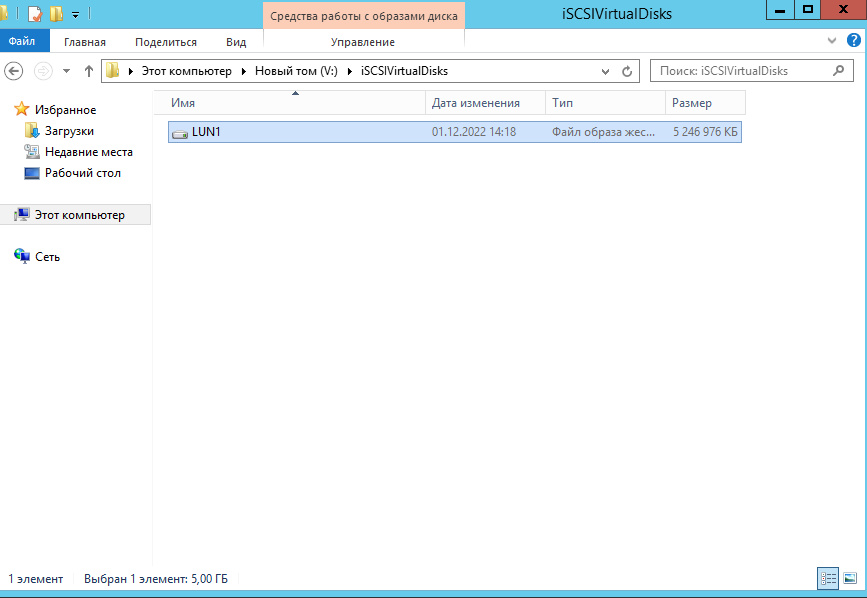 Средства работы с образами диска
iSCSIVirtualDisks
Файл Главная Поделиться Вид Управление
Этот компьютер Новый том (V:) iSCSIVirtualDisks
Поиск: iSCSIVirtualDisks
Имя Дата изменения Тип Размер
LUN1 01.12.2022 14:18 Файл образа жес... 5 246 976 КБ
Избранное
Загрузки
Недавние места
Рабочий стол
Этот компьютер
Сеть
1 элемент Выбран 1 элемент: 5,00 ГБ